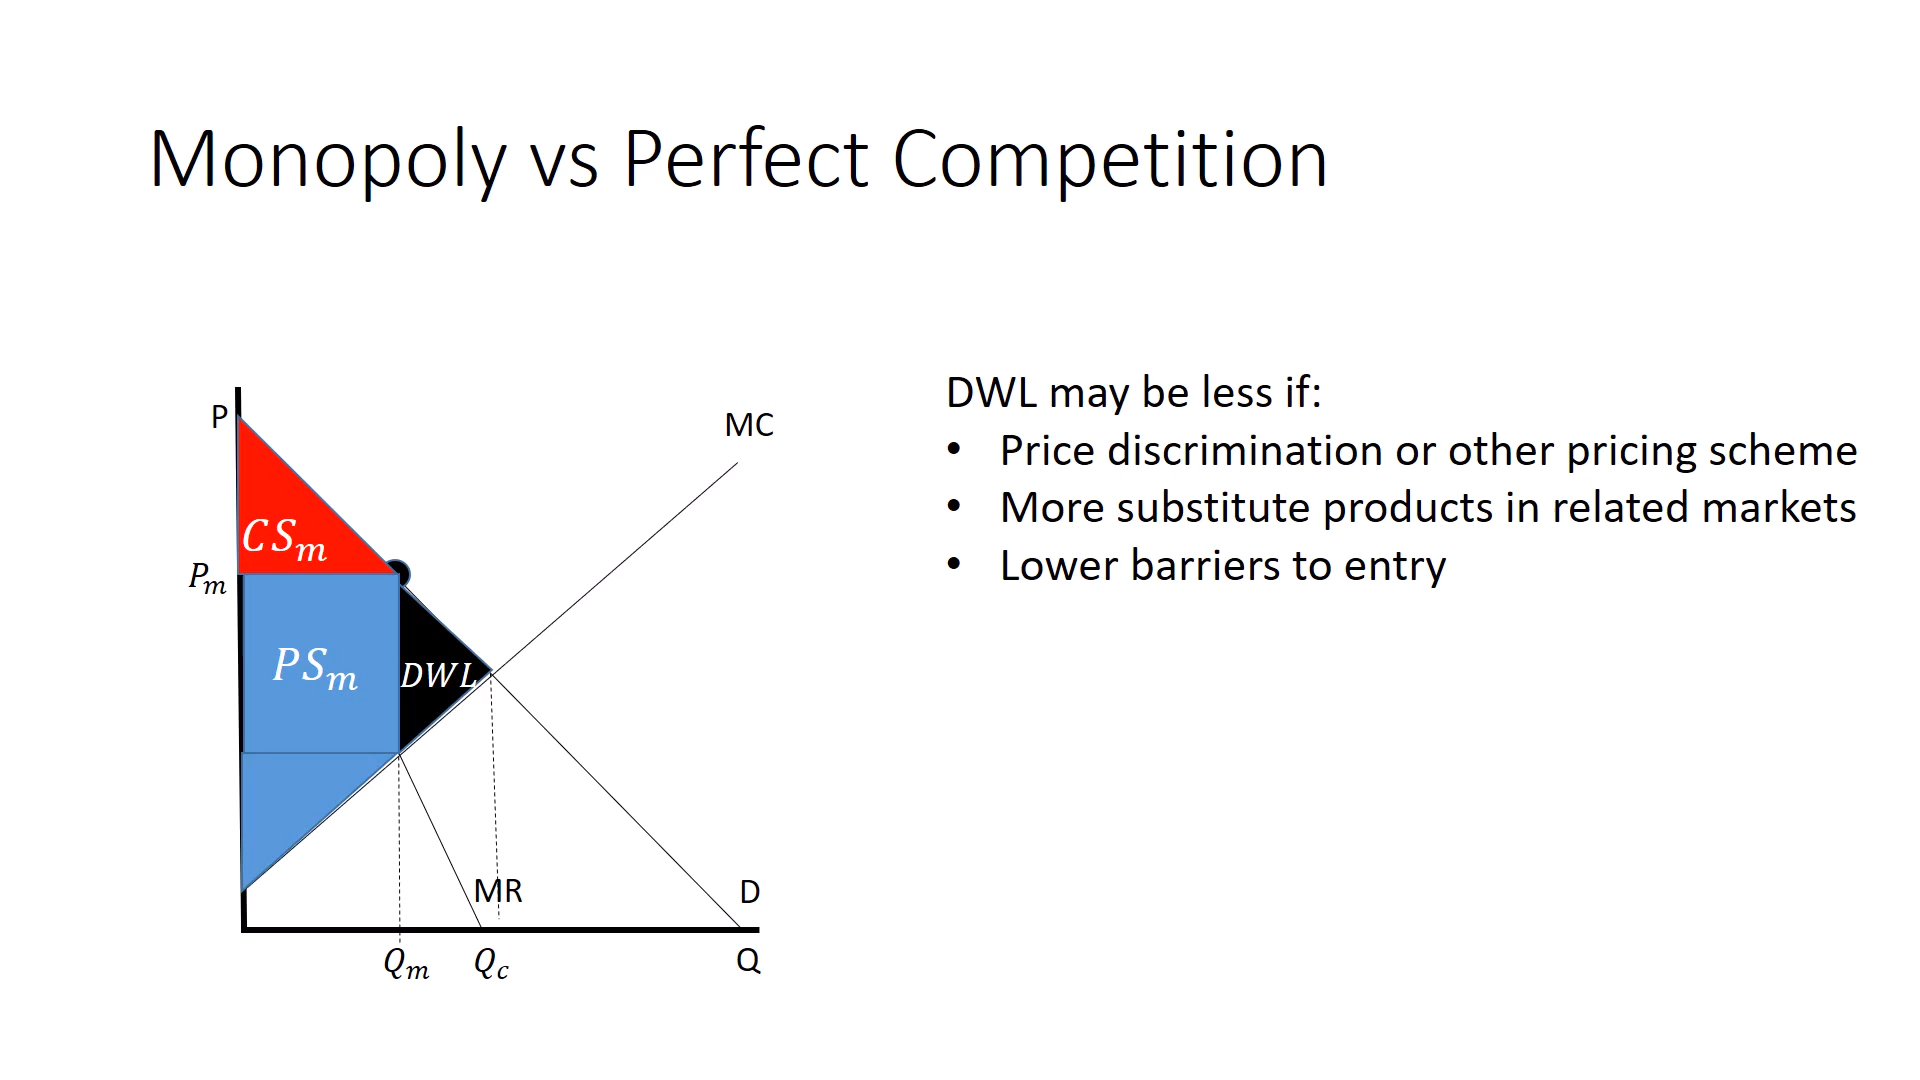 Monopoly vs Perfect Competition
P
MC
CSₘ
Pₘ
PSₘ
DWL
MR
D
Qₘ
Q꜀
Q
DWL may be less if:
• Price discrimination or other pricing scheme
• More substitute products in related markets
• Lower barriers to entry